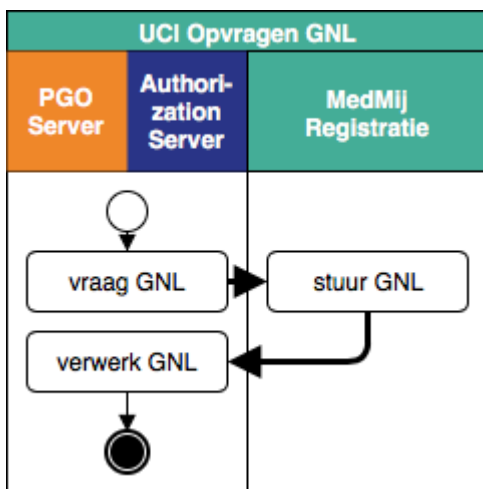 UCI Opvragen GNL
PGO
Server
Authori-
zation
Server
MedMij
Registratie
vraag GNL
stuur GNL
verwerk GNL